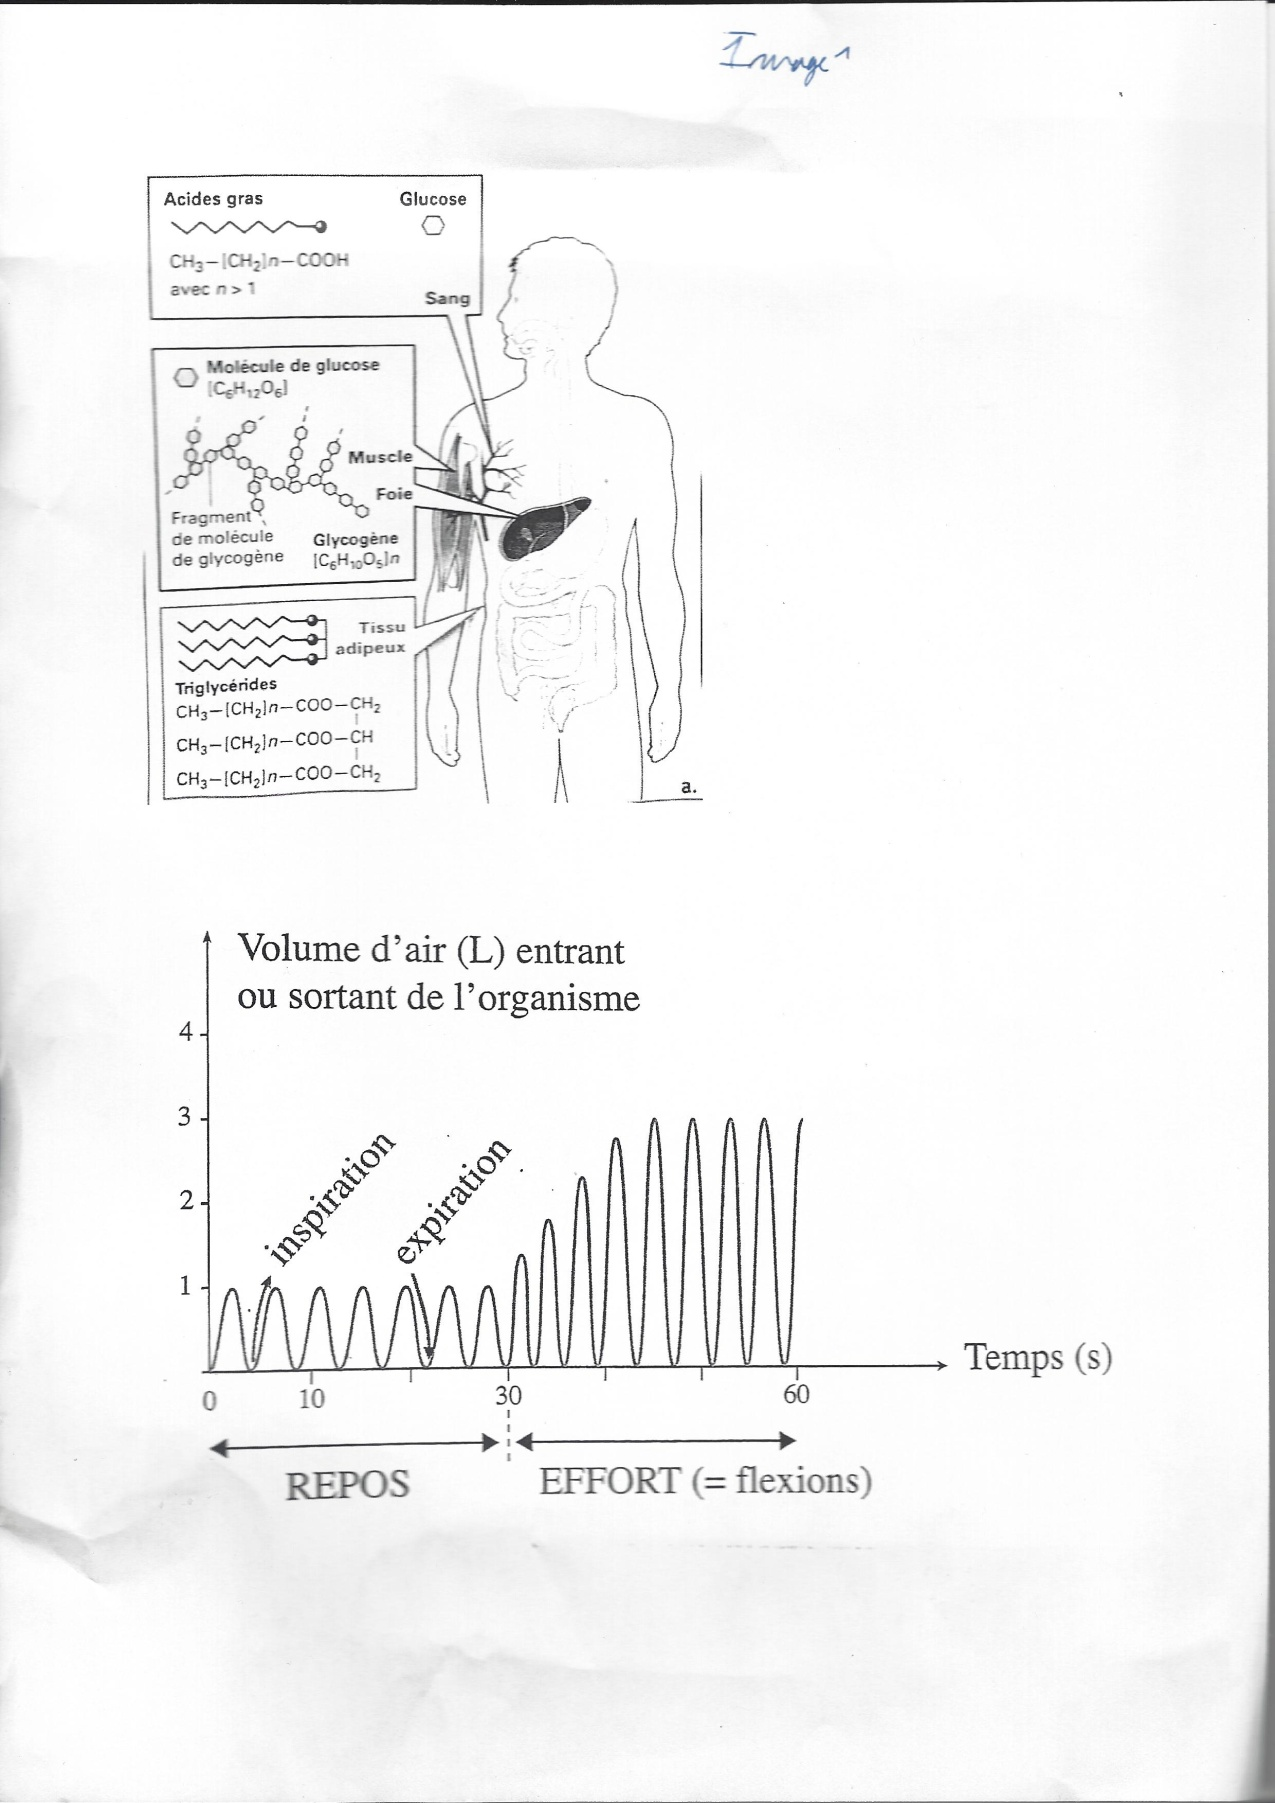 Image 1
Acides gras
Glucose
CH₃–[CH₂]n–COOH
avec n > 1
Sang
Molécule de glucose
[C₆H₁₂O₆]
Muscle
Foie
Fragment
de molécule
de glycogène
Glycogène
[C₆H₁₀O₅]n
Tissu
adipeux
Triglycérides
CH₃–[CH₂]n–COO–CH₂
CH₃–[CH₂]n–COO–CH
CH₃–[CH₂]n–COO–CH₂
a.
Volume d'air (L) entrant
ou sortant de l'organisme
4
3
2
1
inspiration
expiration
Temps (s)
0
10
30
60
REPOS
EFFORT (= flexions)